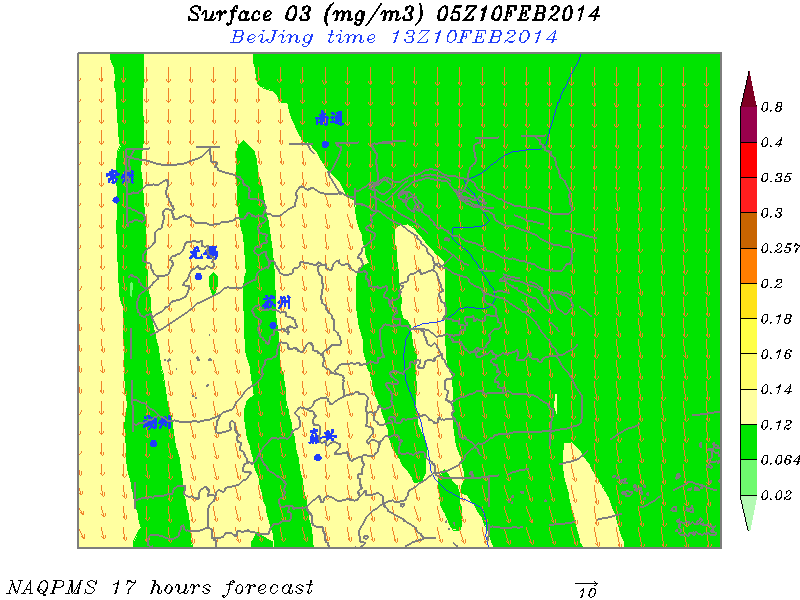 Surface O3 (mg/m3) 05Z10FEB2014
BeiJing time 13Z10FEB2014
南通
常州
无锡
苏州
湖州
嘉兴
0.8
0.4
0.35
0.3
0.257
0.2
0.18
0.16
0.14
0.12
0.064
0.02
NAQPMS 17 hours forecast
10